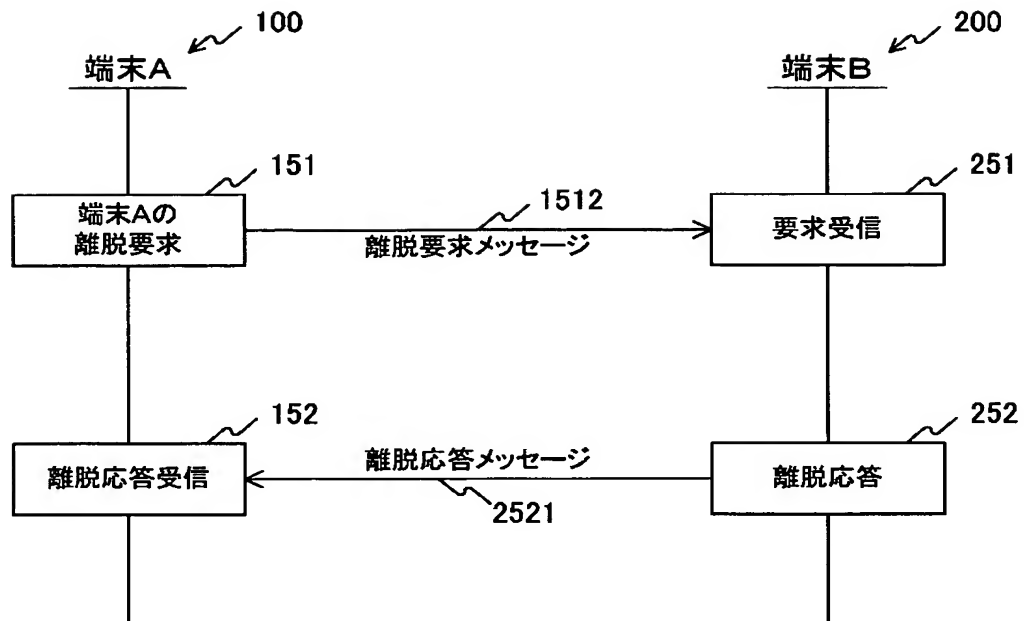 100
端末A
200
端末B
151
端末Aの
離脱要求
1512
離脱要求メッセージ
251
要求受信
152
離脱応答受信
離脱応答メッセージ
2521
252
離脱応答